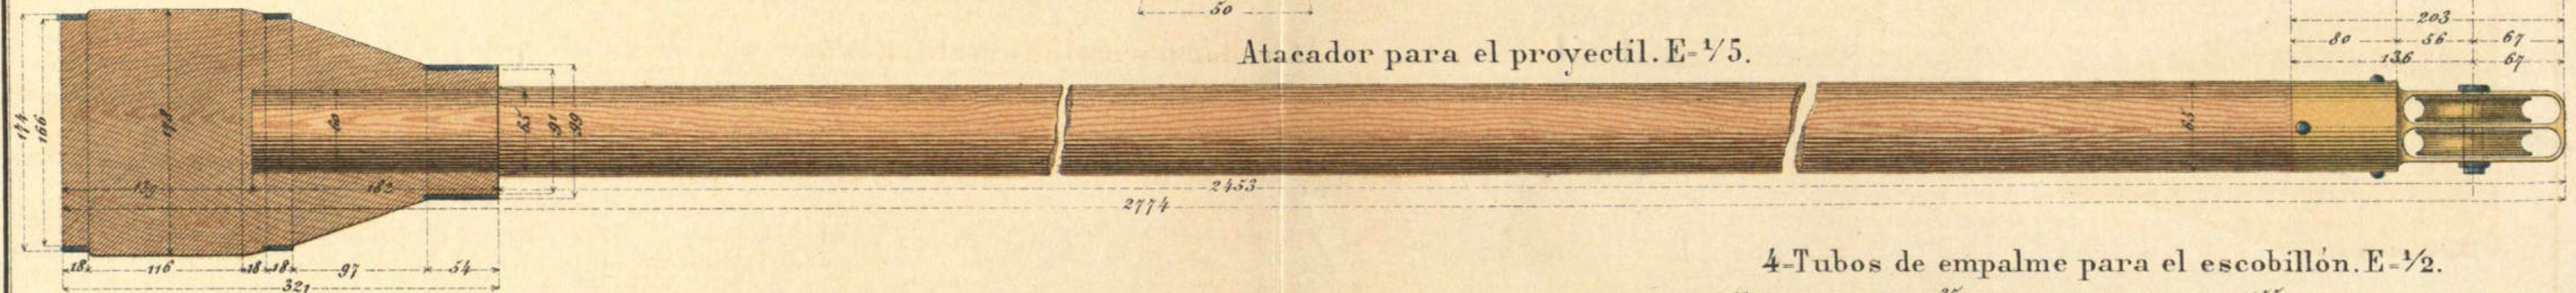 50
203
80 56 67
136 67
Atacador para el proyectil. E=1/5.
174 166 178 60 65 91 99 65
139 182 2453
2774
18 116 18 18 97 54
321
4-Tubos de empalme para el escobillón. E=1/2.